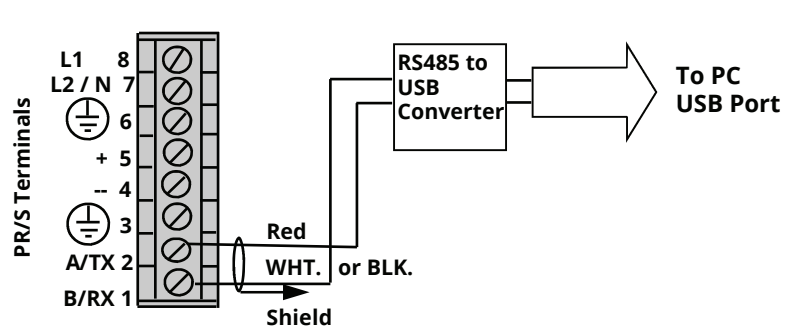 PR/S Terminals
L1 8
L2 / N 7
6
+ 5
-- 4
3
A/TX 2
B/RX 1
Red
WHT. or BLK.
Shield
RS485 to
USB
Converter
To PC
USB Port